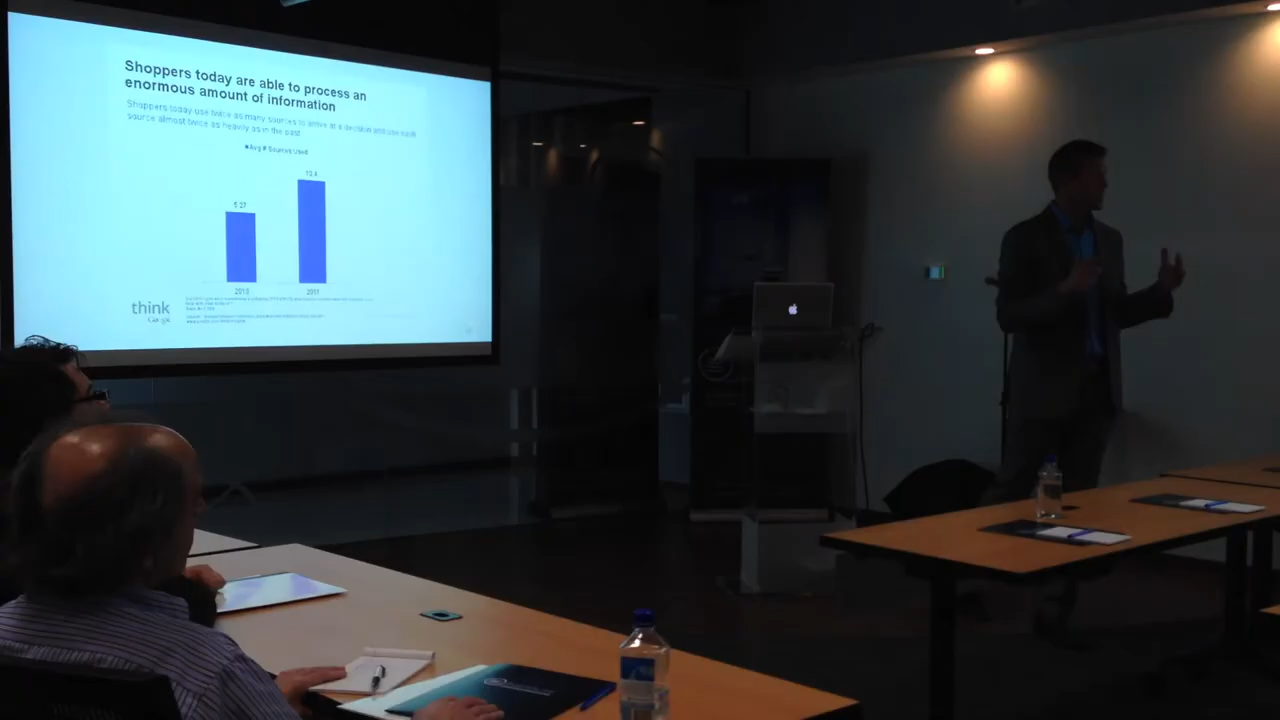 Shoppers today are able to process an
enormous amount of information
Shoppers today use twice as many sources to arrive at a decision and use each
source almost twice as heavily as in the past
Avg # Sources Used
10.4
5.27
2010 2011
think
Google